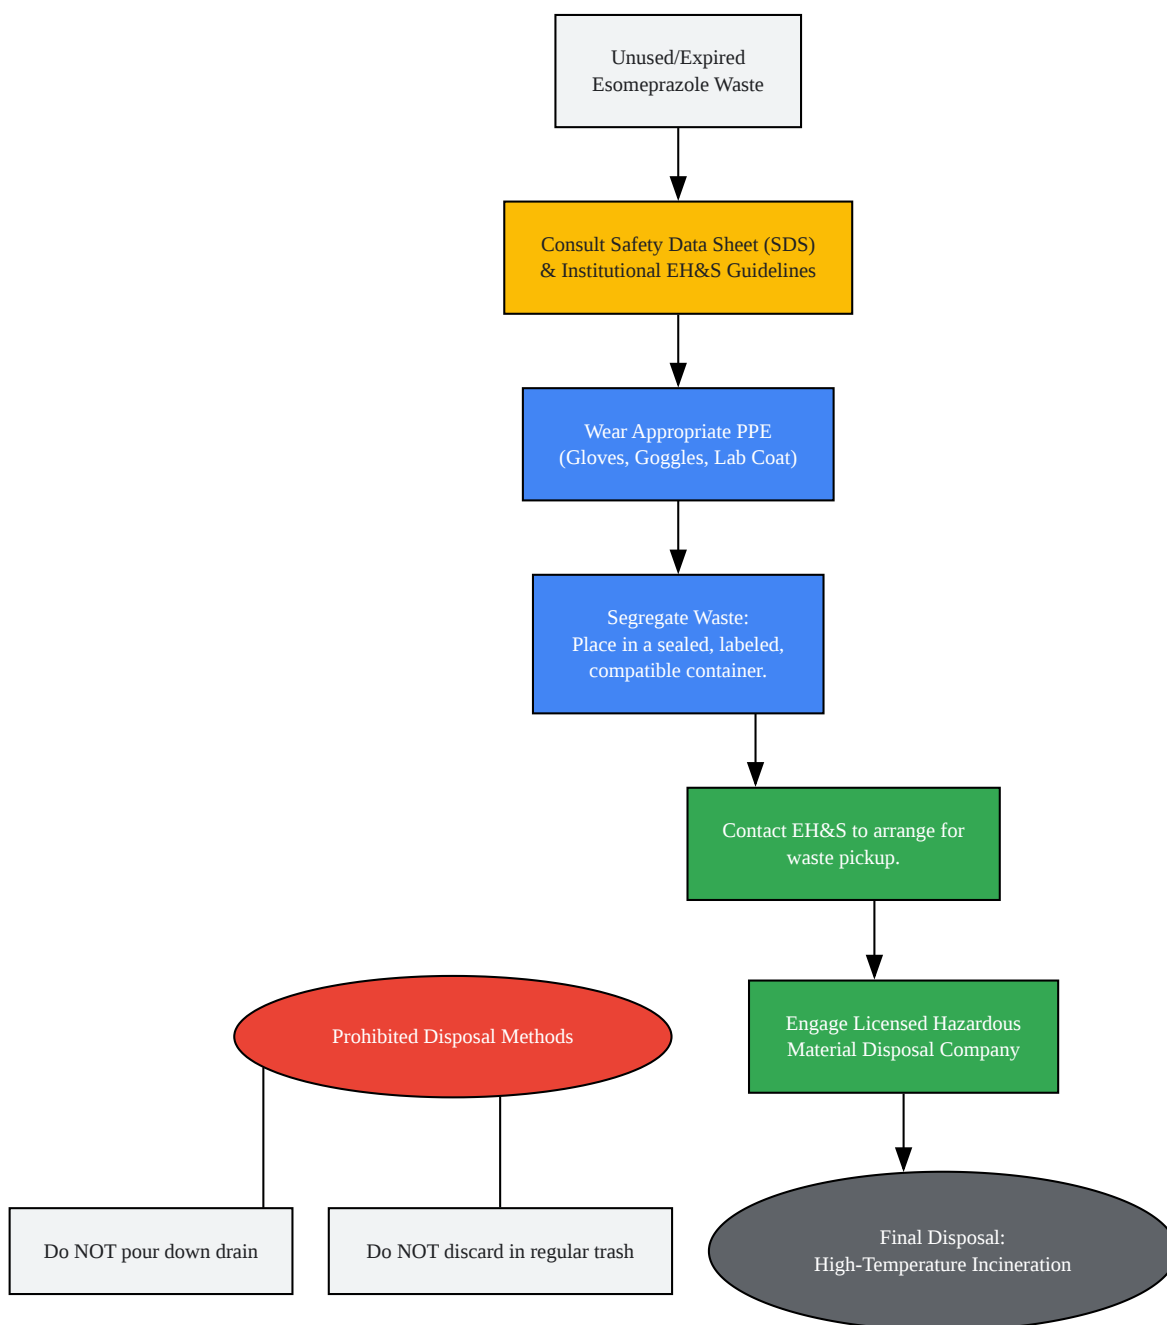 Unused/Expired
Esomeprazole Waste
Consult Safety Data Sheet (SDS)
& Institutional EH&S Guidelines
Wear Appropriate PPE
(Gloves, Goggles, Lab Coat)
Segregate Waste:
Place in a sealed, labeled,
compatible container.
Contact EH&S to arrange for
waste pickup.
Engage Licensed Hazardous
Material Disposal Company
Prohibited Disposal Methods
Do NOT pour down drain
Do NOT discard in regular trash
Final Disposal:
High-Temperature Incineration